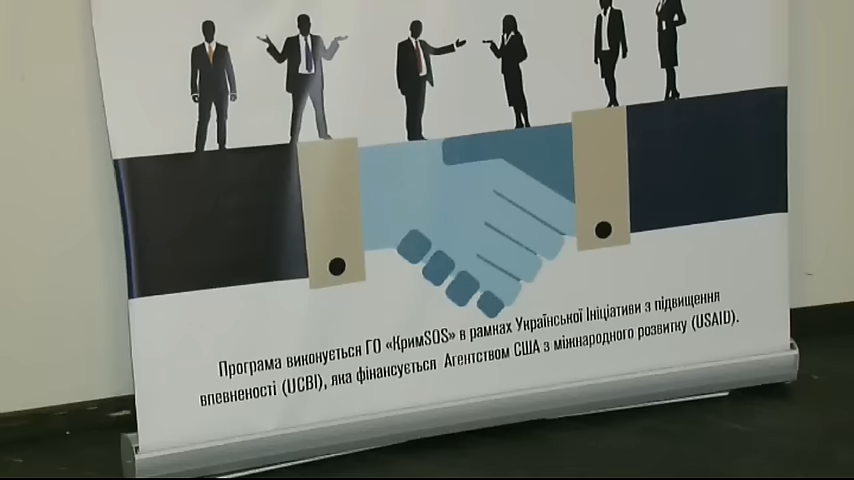 Програма виконується ГО «КримSOS» в рамках Української Ініціативи з підвищення
впевненості (UCBI), яка фінансується Агентством США з міжнародного розвитку (USAID).